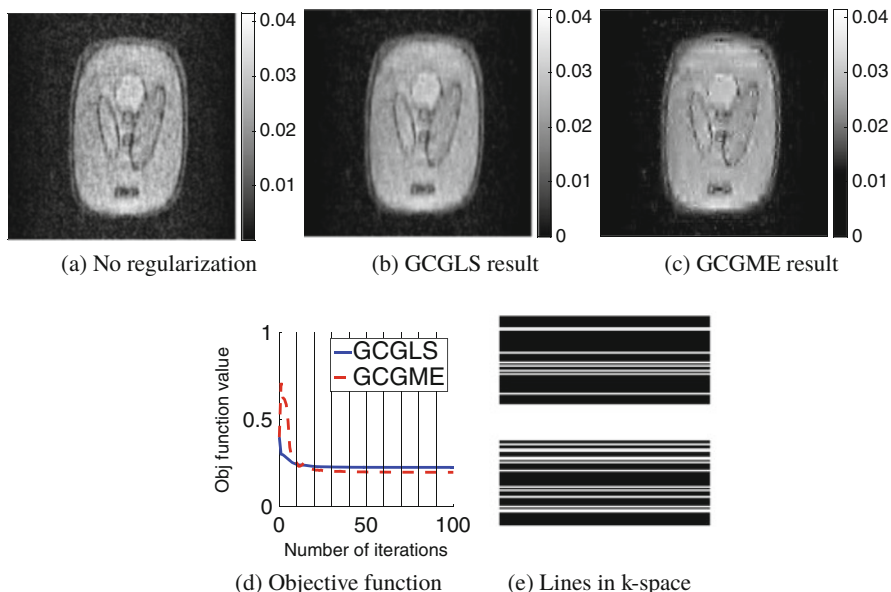 0.04
0.03
0.02
0.01
(a) No regularization
0.04
0.03
0.02
0.01
0
(b) GCGLS result
0.04
0.03
0.02
0.01
0
(c) GCGME result
1
0.5
0
Obj function value
GCGLS
GCGME
0 50 100
Number of iterations
(d) Objective function
(e) Lines in k-space